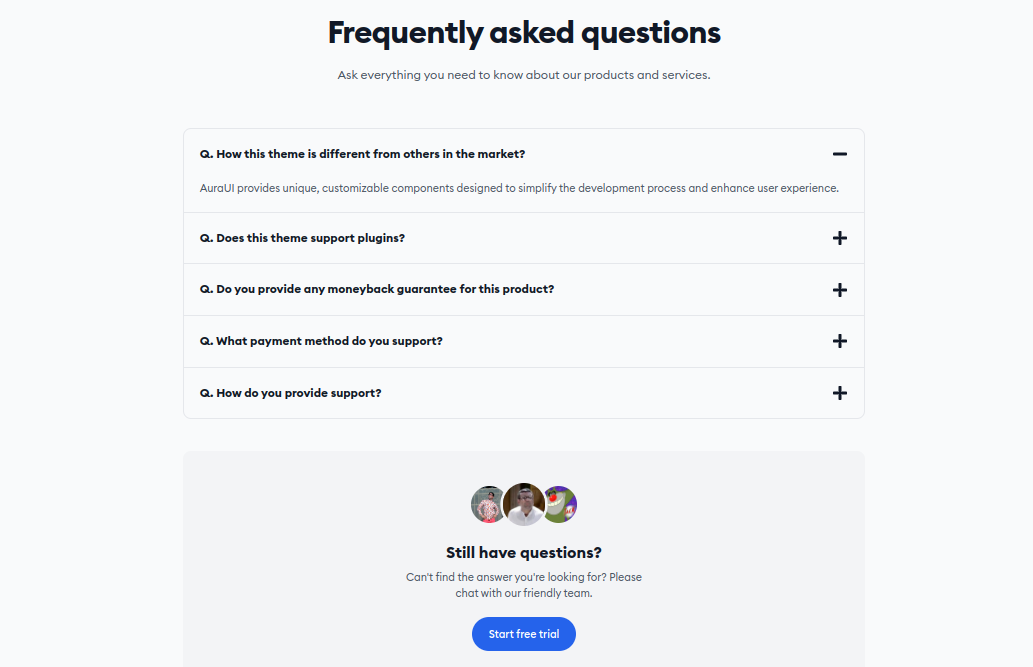 Frequently asked questions
Ask everything you need to know about our products and services.
Q. How this theme is different from others in the market?
AuraUI provides unique, customizable components designed to simplify the development process and enhance user experience.
Q. Does this theme support plugins?
Q. Do you provide any moneyback guarantee for this product?
Q. What payment method do you support?
Q. How do you provide support?
Still have questions?
Can't find the answer you're looking for? Please
chat with our friendly team.
Start free trial